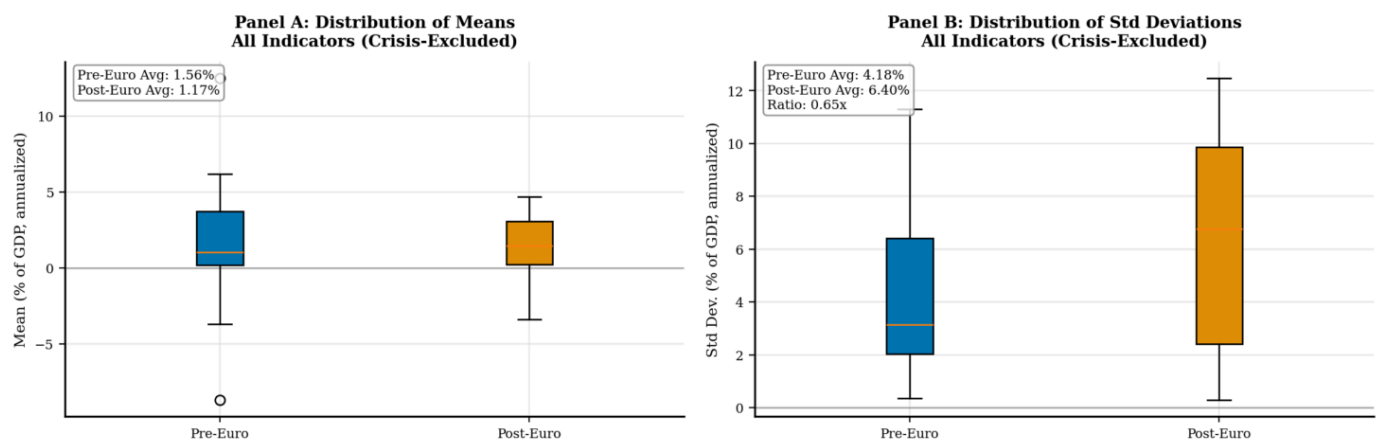 Panel A: Distribution of Means
All Indicators (Crisis-Excluded)
Pre-Euro Avg: 1.56%
Post-Euro Avg: 1.17%
Mean (% of GDP, annualized)
10
5
0
−5
Pre-Euro
Post-Euro
Panel B: Distribution of Std Deviations
All Indicators (Crisis-Excluded)
Pre-Euro Avg: 4.18%
Post-Euro Avg: 6.40%
Ratio: 0.65x
Std Dev. (% of GDP, annualized)
12
10
8
6
4
2
0
Pre-Euro
Post-Euro